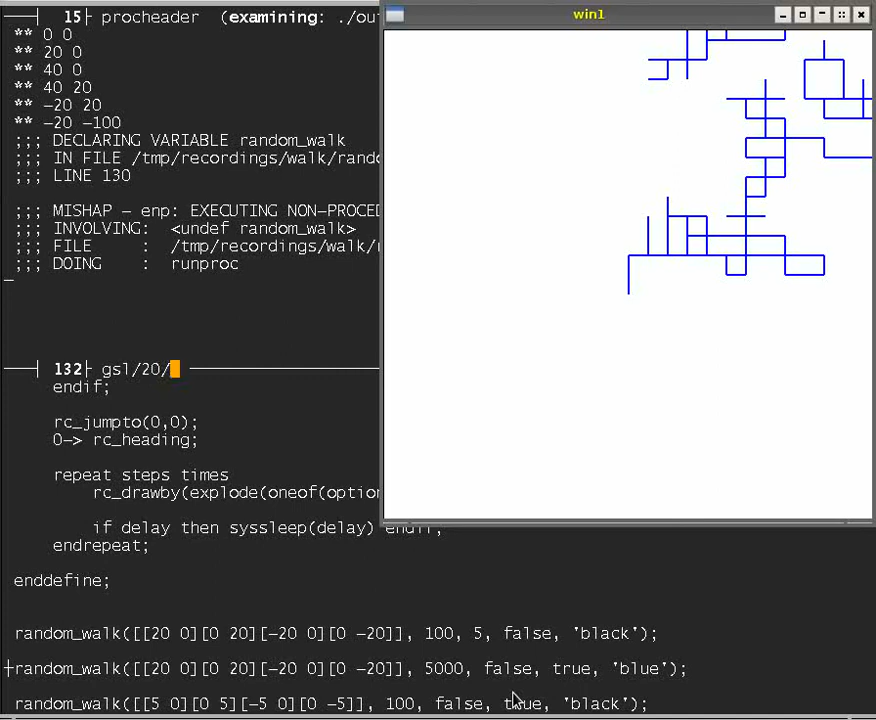 15 procheader (examining: ./ou
** 0 0
** 20 0
** 40 0
** 40 20
** -20 20
** -20 -100
;;; DECLARING VARIABLE random_walk
;;; IN FILE /tmp/recordings/walk/rando
;;; LINE 130
;;; MISHAP - enp: EXECUTING NON-PROCED
;;; INVOLVING: <undef random_walk>
;;; FILE : /tmp/recordings/walk/r
;;; DOING : runproc
win1
132 gsl/20/
endif;
rc_jumpto(0,0);
0-> rc_heading;
repeat steps times
rc_drawby(explode(oneof(option
if delay then syssleep(delay) endif;
endrepeat;
enddefine;
random_walk([[20 0][0 20][-20 0][0 -20]], 100, 5, false, 'black');
random_walk([[20 0][0 20][-20 0][0 -20]], 5000, false, true, 'blue');
random_walk([[5 0][0 5][-5 0][0 -5]], 100, false, true, 'black');